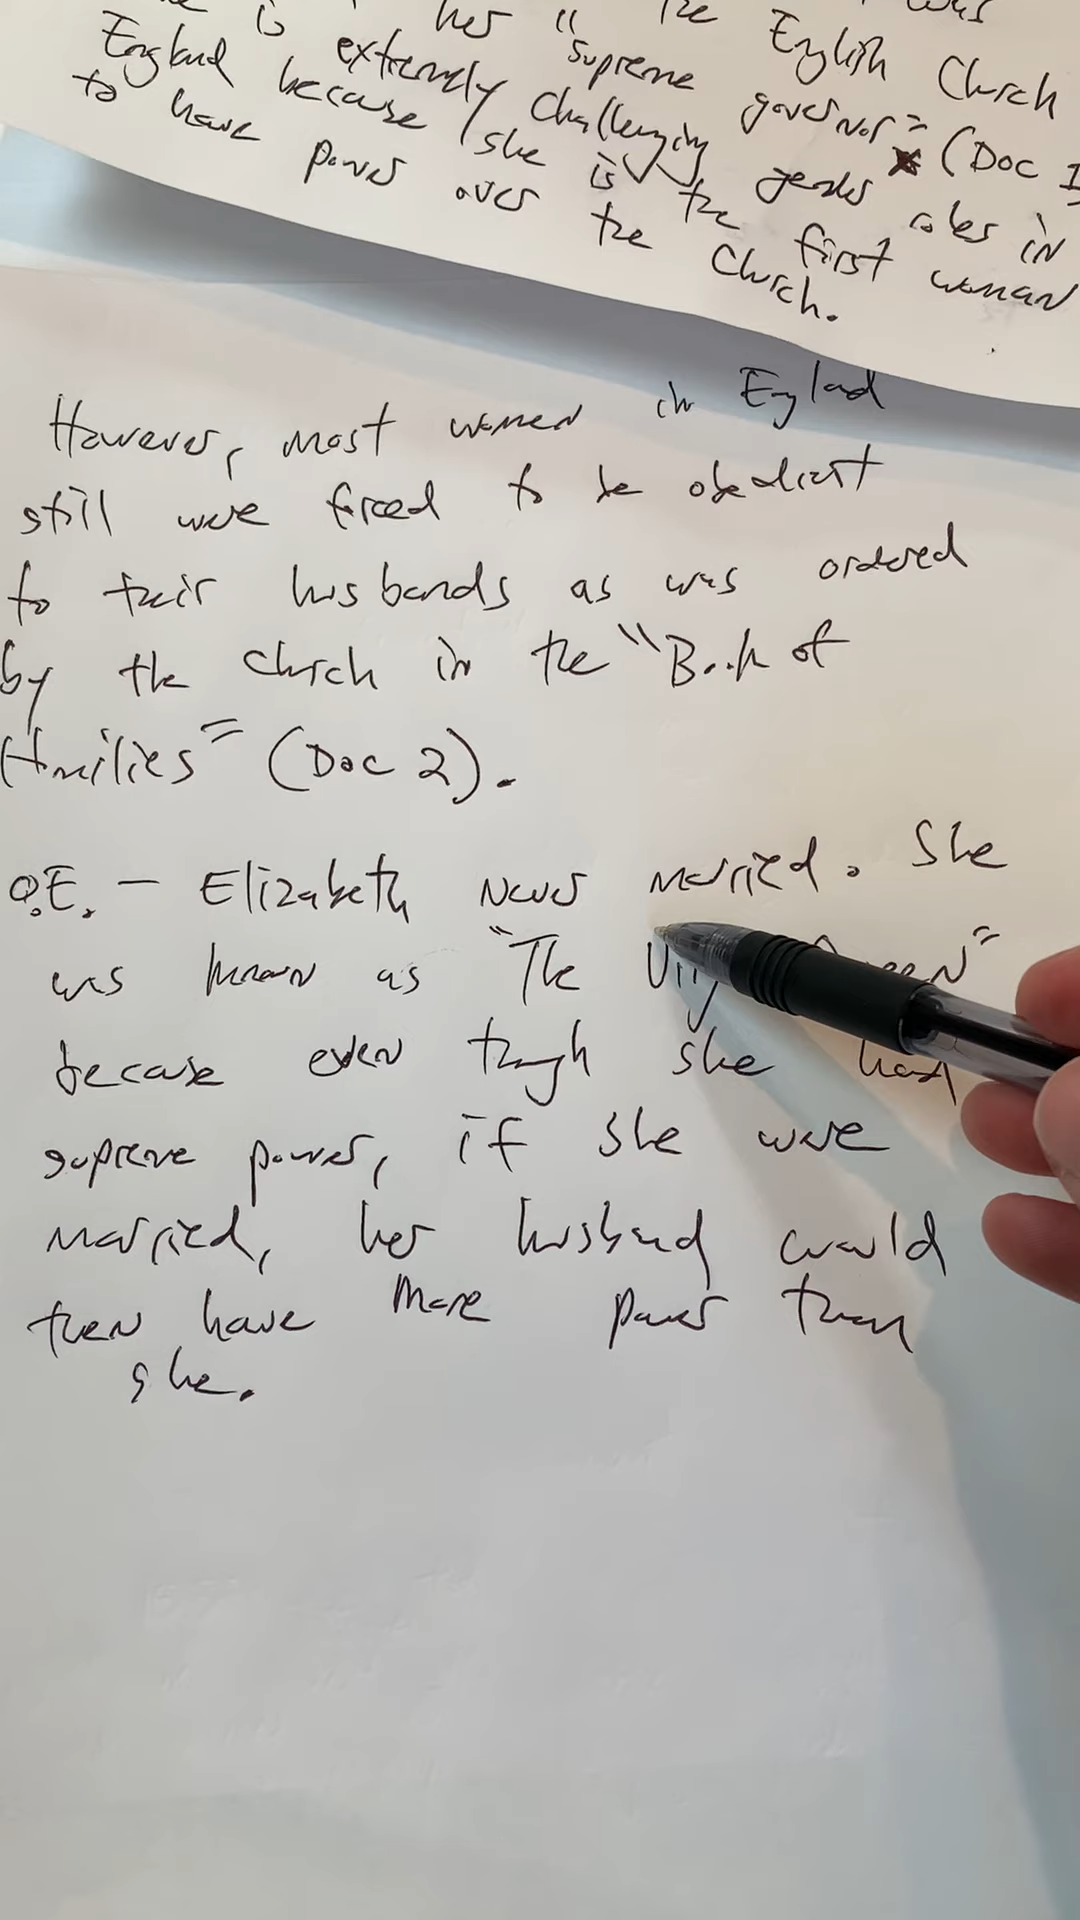 is her "supreme the English Church
England extremely challenging governor" (Doc 1
because she is gender roles in
to have power over the first woman
the Church.
However, most women in England
still were forced to be obedient
to their husbands as was ordered
by the church in the "Book of
Homilies" (Doc 2).
O.E. - Elizabeth never married. She
was known as "The
because even though she had
supreme power, if she were
married, her husband would
then have more power than
she.